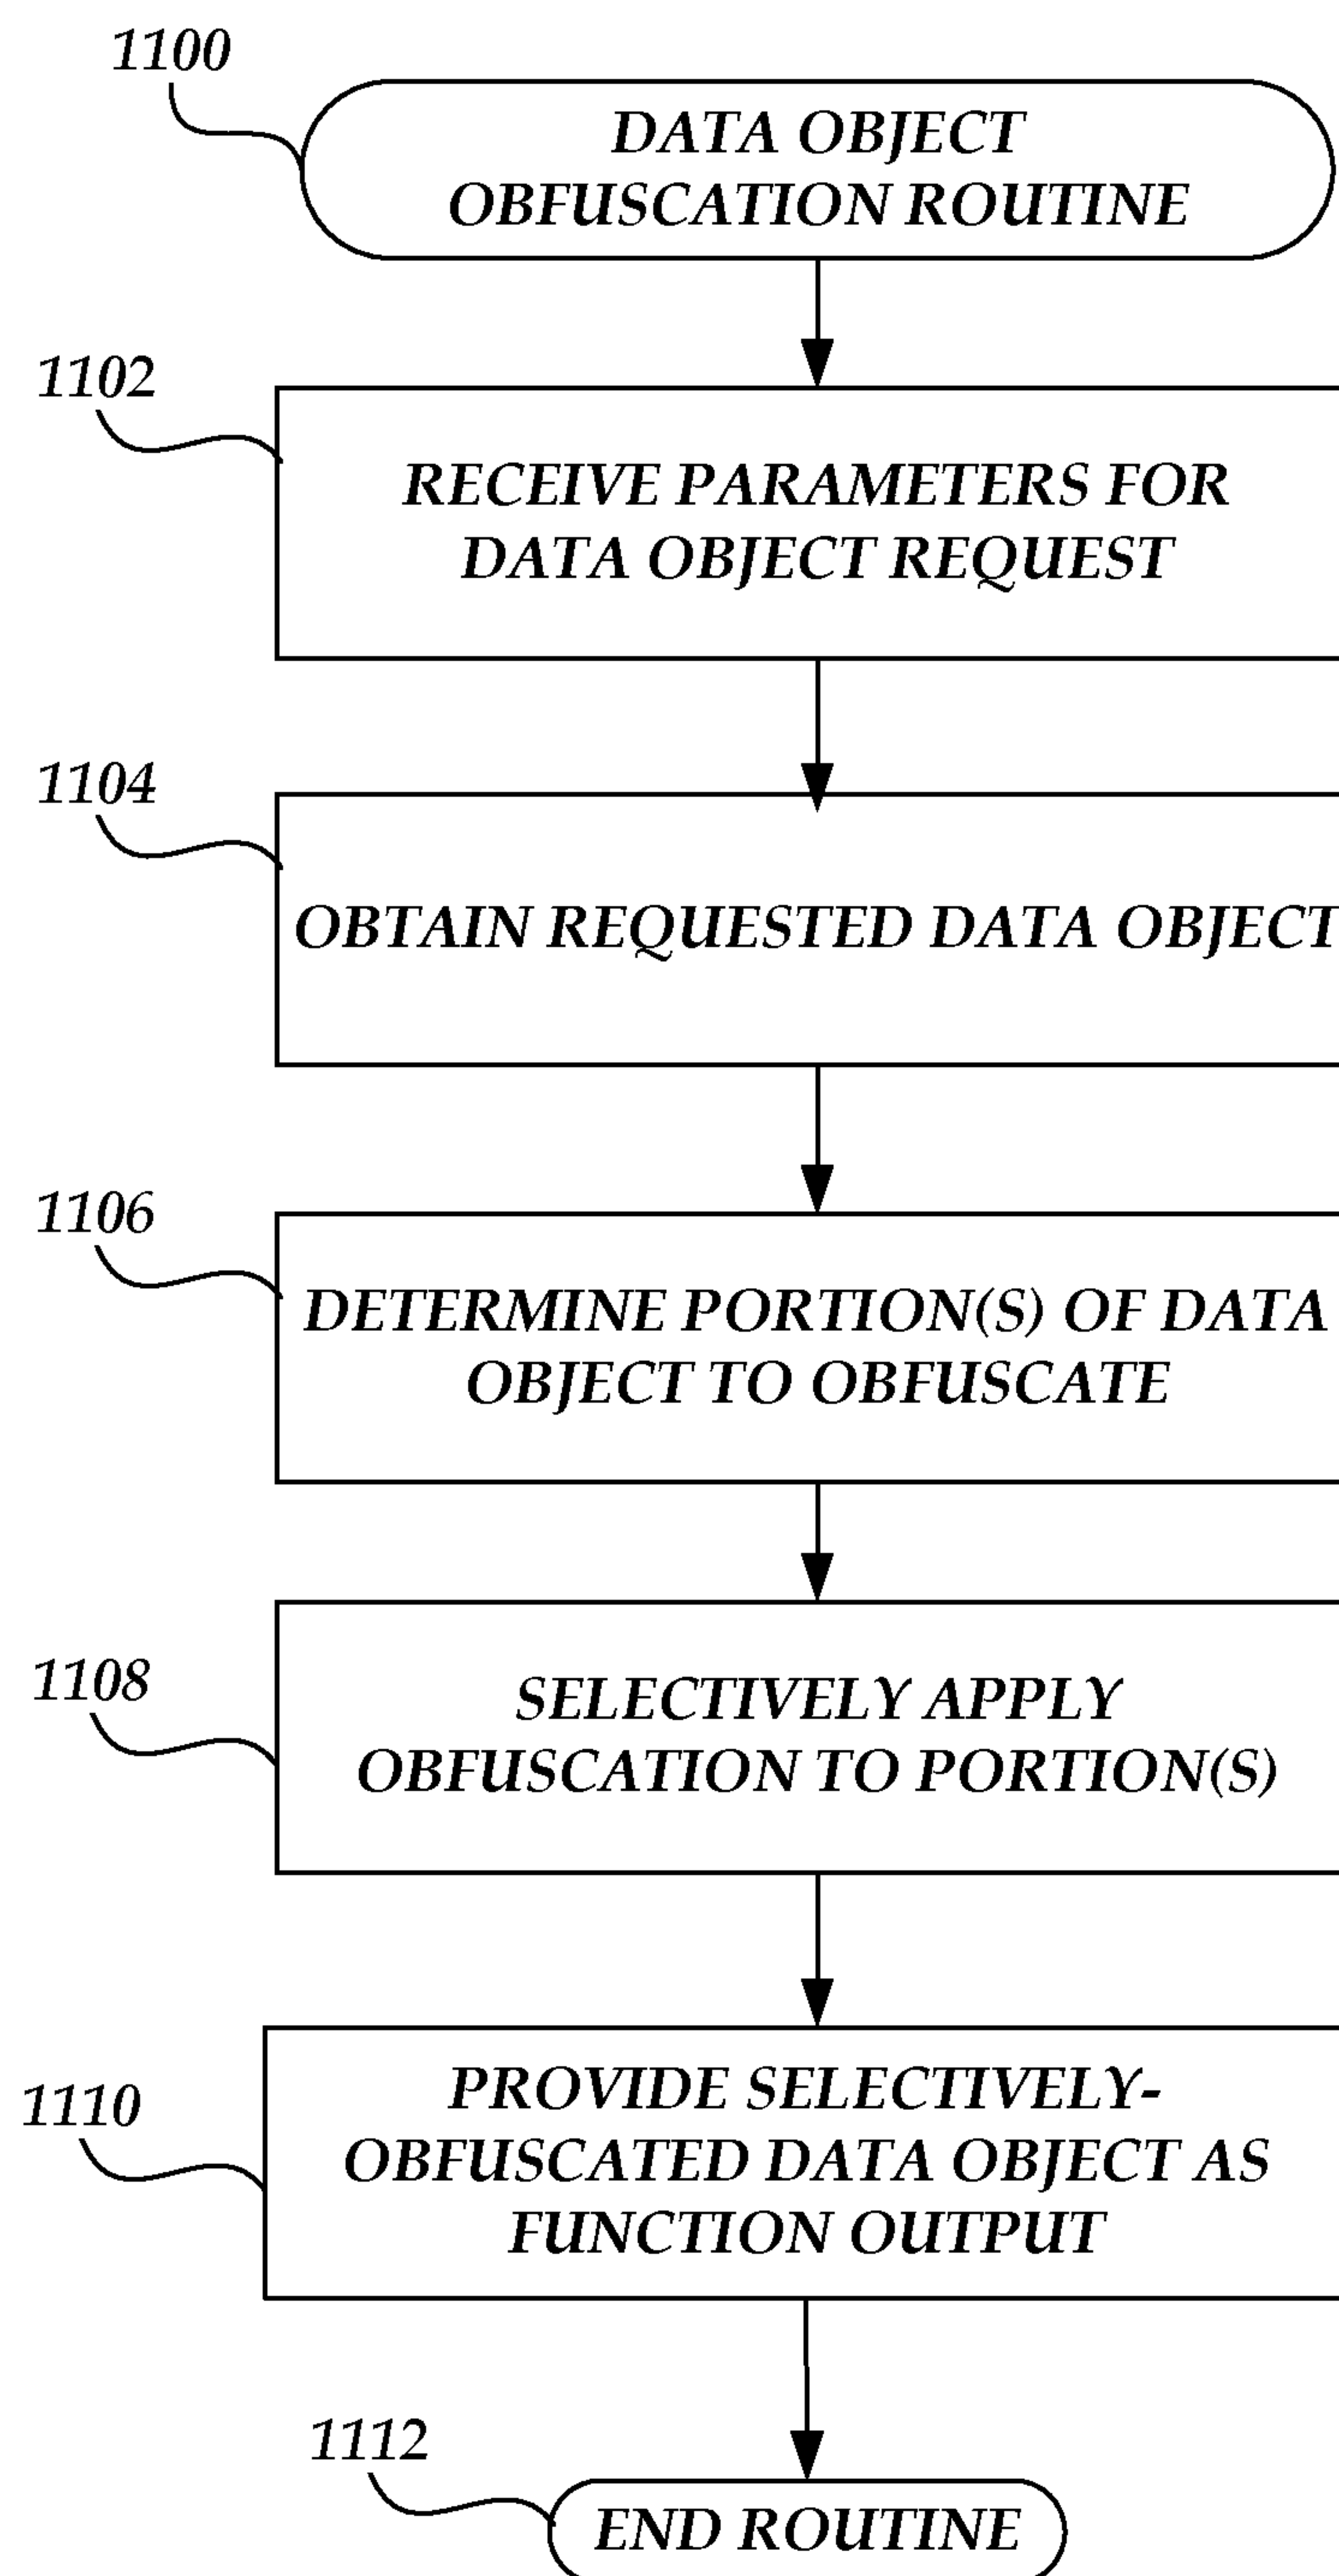 1100
DATA OBJECT
OBFUSCATION ROUTINE
1102
RECEIVE PARAMETERS FOR
DATA OBJECT REQUEST
1104
OBTAIN REQUESTED DATA OBJECT
1106
DETERMINE PORTION(S) OF DATA
OBJECT TO OBFUSCATE
1108
SELECTIVELY APPLY
OBFUSCATION TO PORTION(S)
1110
PROVIDE SELECTIVELY-
OBFUSCATED DATA OBJECT AS
FUNCTION OUTPUT
1112
END ROUTINE